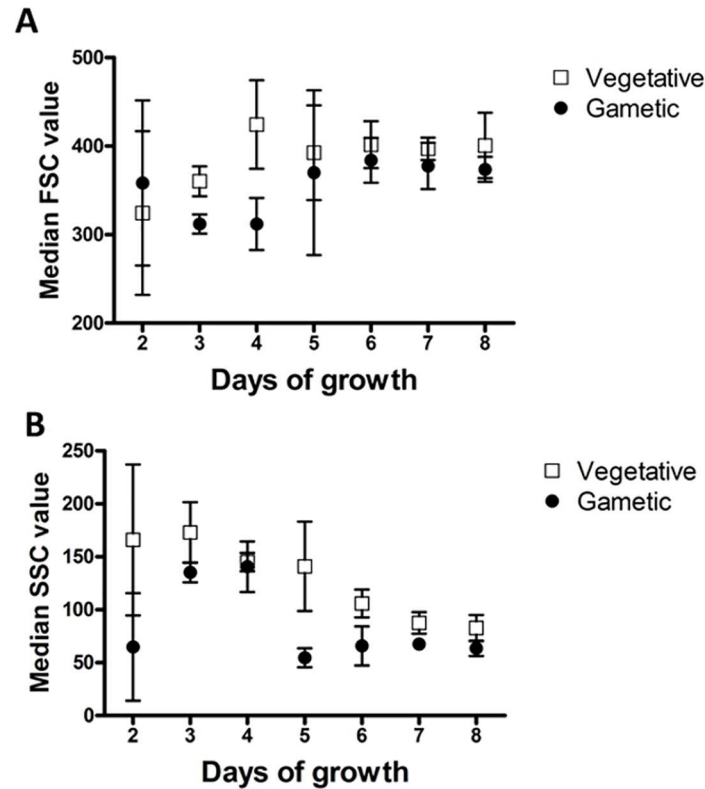 A
500
400
300
200
Median FSC value
2 3 4 5 6 7 8
Days of growth
Vegetative
Gametic
B
250
200
150
100
50
0
Median SSC value
2 3 4 5 6 7 8
Days of growth
Vegetative
Gametic